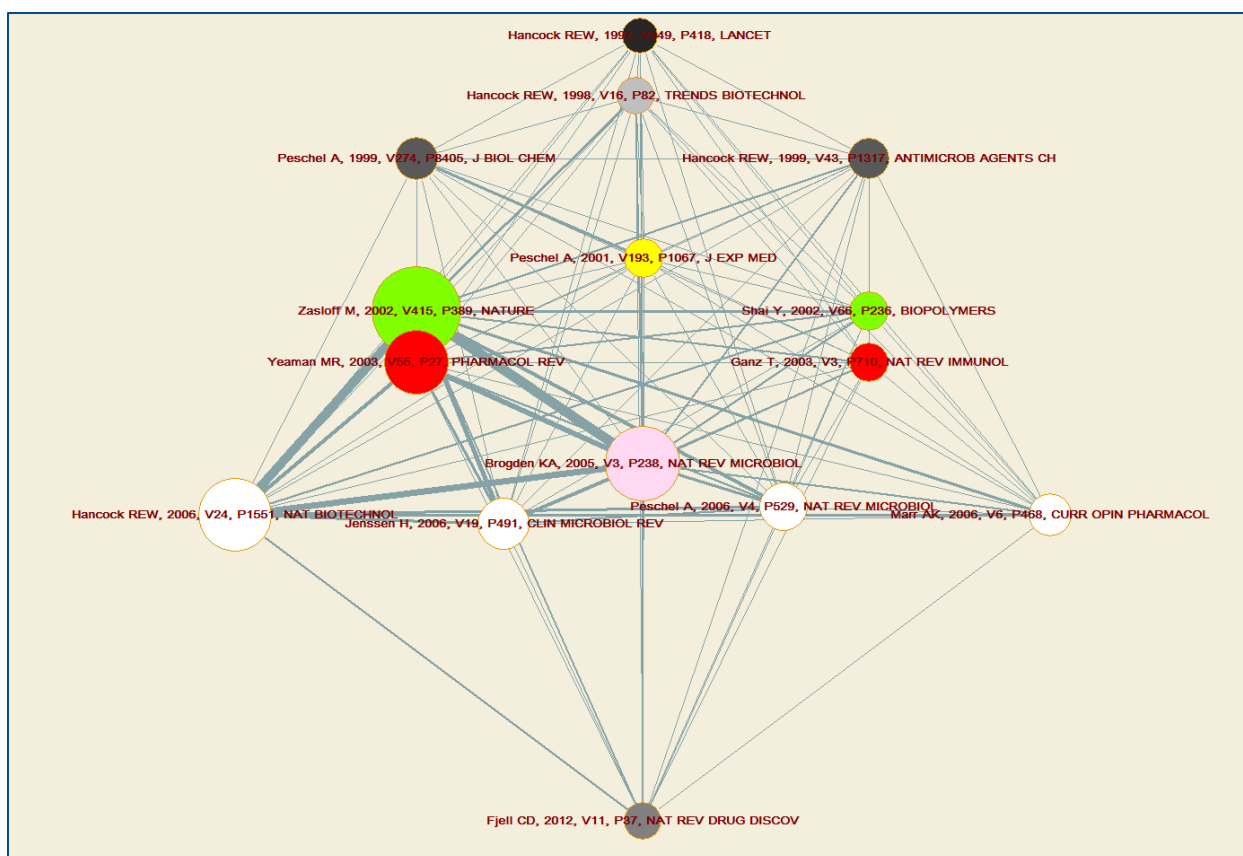 Hancock REW, 1997, V349, P418, LANCET
Hancock REW, 1998, V16, P82, TRENDS BIOTECHNOL
Peschel A, 1999, V274, P8405, J BIOL CHEM
Hancock REW, 1999, V43, P1317, ANTIMICROB AGENTS CH
Peschel A, 2001, V193, P1067, J EXP MED
Zasloff M, 2002, V415, P389, NATURE
Shai Y, 2002, V66, P236, BIOPOLYMERS
Yeaman MR, 2003, V55, P27, PHARMACOL REV
Ganz T, 2003, V3, P710, NAT REV IMMUNOL
Brogden KA, 2005, V3, P238, NAT REV MICROBIOL
Peschel A, 2006, V4, P529, NAT REV MICROBIOL
Hancock REW, 2006, V24, P1551, NAT BIOTECHNOL
Marr AK, 2006, V6, P468, CURR OPIN PHARMACOL
Jenssen H, 2006, V19, P491, CLIN MICROBIOL REV
Fjell CD, 2012, V11, P37, NAT REV DRUG DISCOV